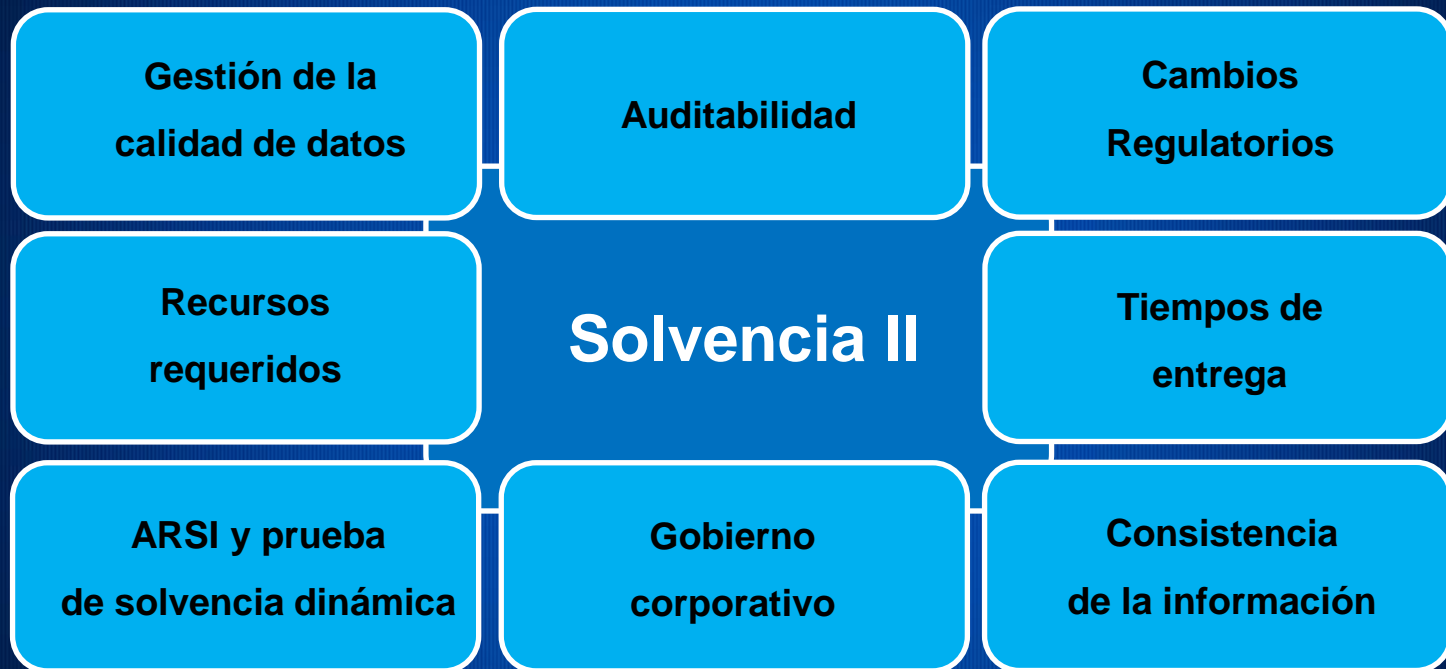 Gestión de la
calidad de datos
Auditabilidad
Cambios
Regulatorios
Recursos
requeridos
Solvencia II
Tiempos de
entrega
ARSI y prueba
de solvencia dinámica
Gobierno
corporativo
Consistencia
de la información